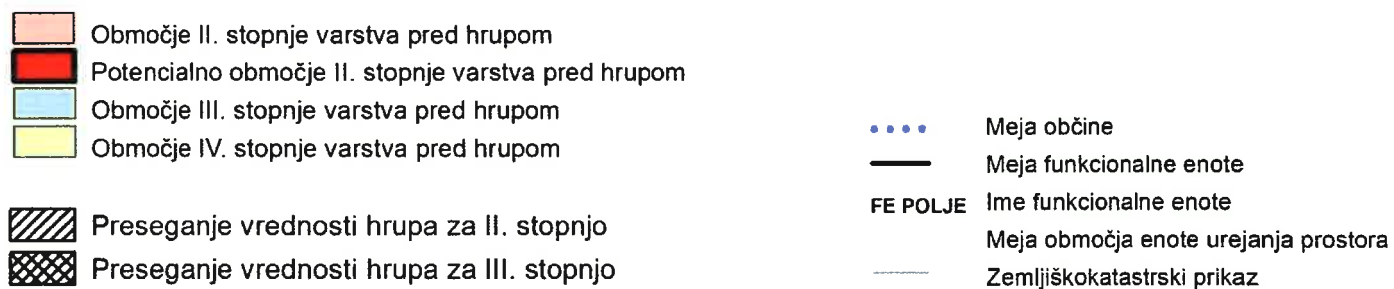 Območje II. stopnje varstva pred hrupom
Potencialno območje II. stopnje varstva pred hrupom
Območje III. stopnje varstva pred hrupom
Območje IV. stopnje varstva pred hrupom
Preseganje vrednosti hrupa za II. stopnjo
Preseganje vrednosti hrupa za III. stopnjo
Meja občine
Meja funkcionalne enote
FE POLJE Ime funkcionalne enote
Meja območja enote urejanja prostora
Zemljiškokatastrski prikaz